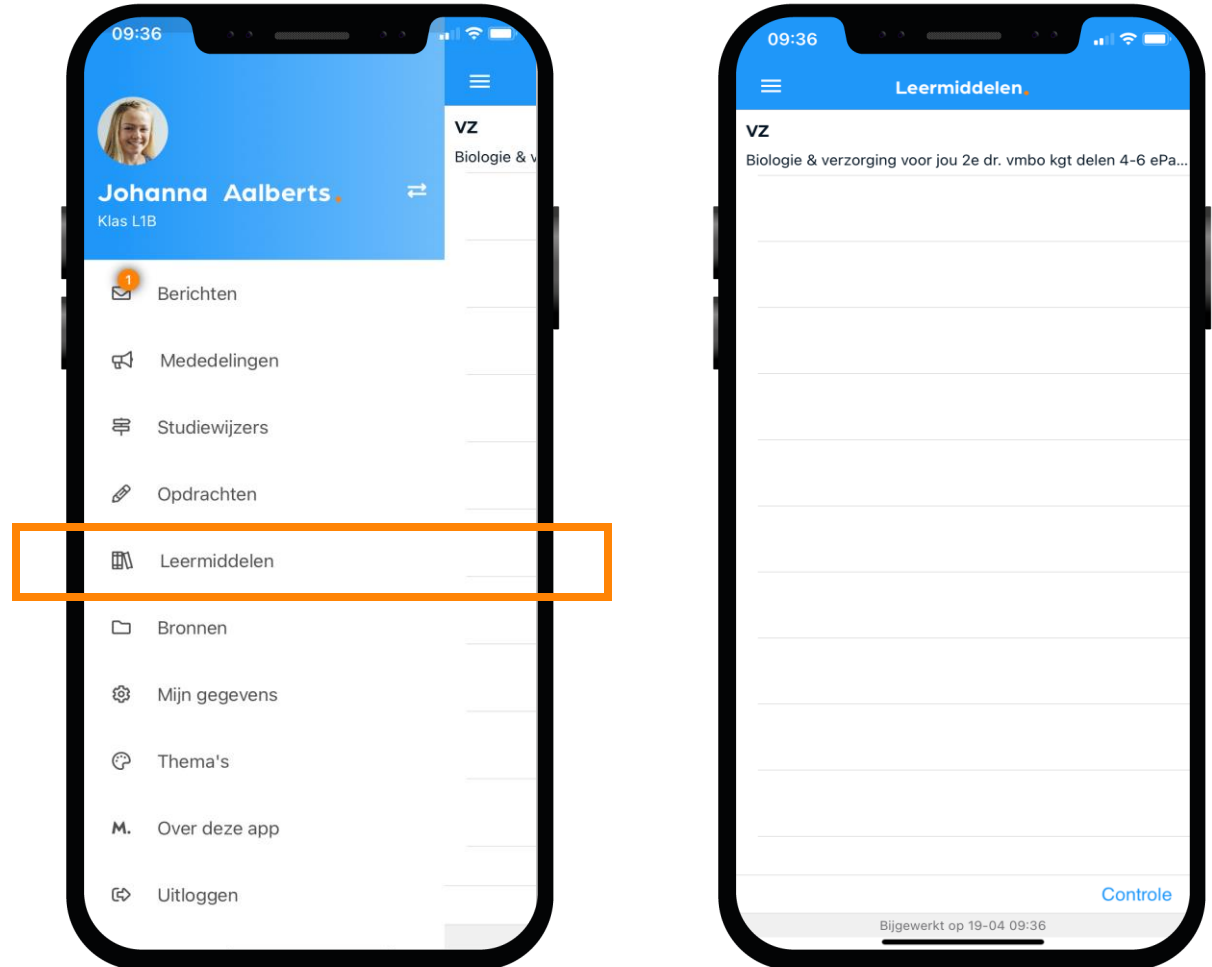 09:36
VZ
Biologie & v
Johanna Aalberts.
Klas L1B
1
Berichten
Mededelingen
Studiewijzers
Opdrachten
Leermiddelen
Bronnen
Mijn gegevens
Thema's
M. Over deze app
Uitloggen
09:36
Leermiddelen.
VZ
Biologie & verzorging voor jou 2e dr. vmbo kgt delen 4-6 ePa...
Controle
Bijgewerkt op 19-04 09:36